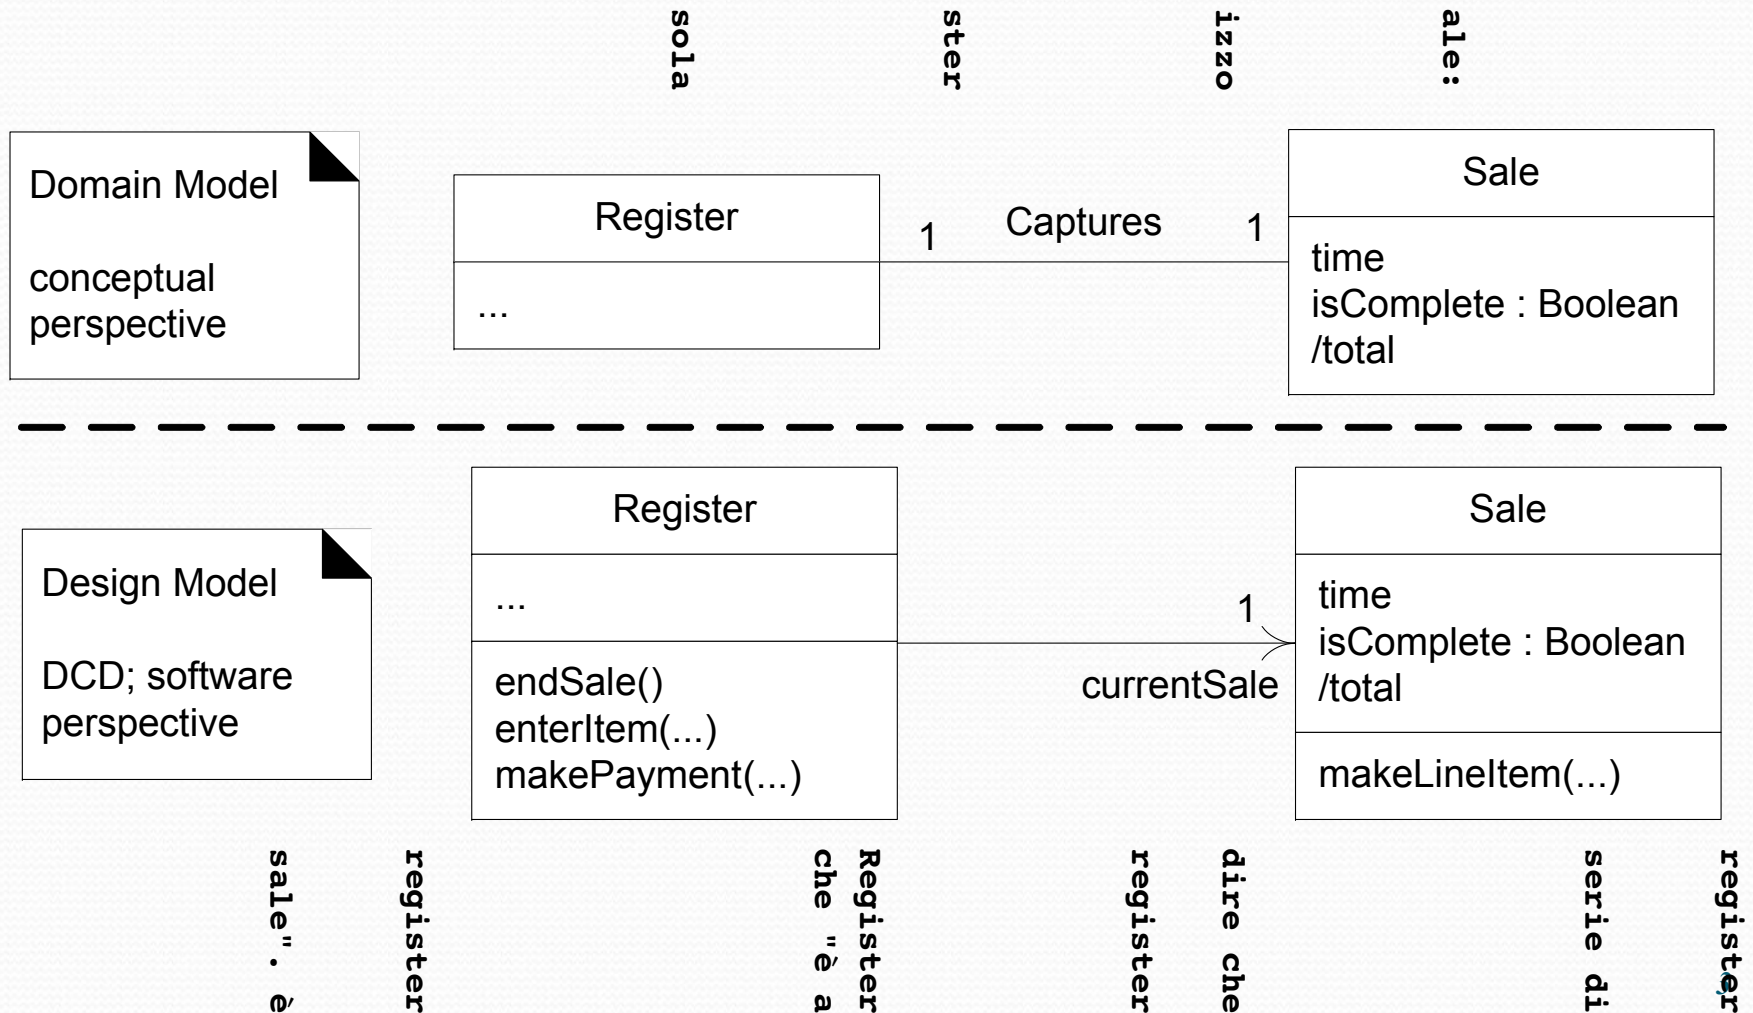 sola
ster
izzo
ale:
Domain Model
conceptual
perspective
Register
...
1
Captures
1
Sale
time
isComplete : Boolean
/total
Design Model
DCD; software
perspective
Register
...
endSale()
enterItem(...)
makePayment(...)
1
currentSale
Sale
time
isComplete : Boolean
/total
makeLineItem(...)
sale". è
register
che "è a
Register
register
dire che
serie di
register